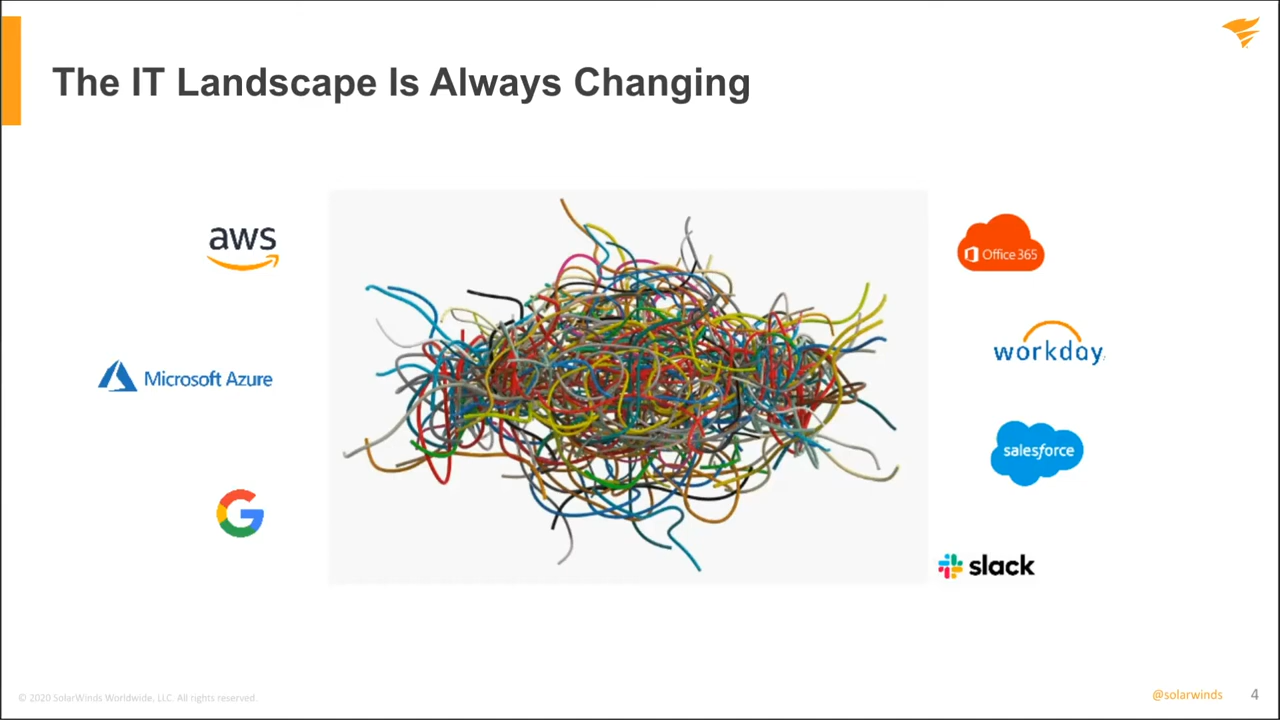 The IT Landscape Is Always Changing
aws
Microsoft Azure
G
Office 365
workday
salesforce
slack
© 2020 SolarWinds Worldwide, LLC. All rights reserved.
@solarwinds
4